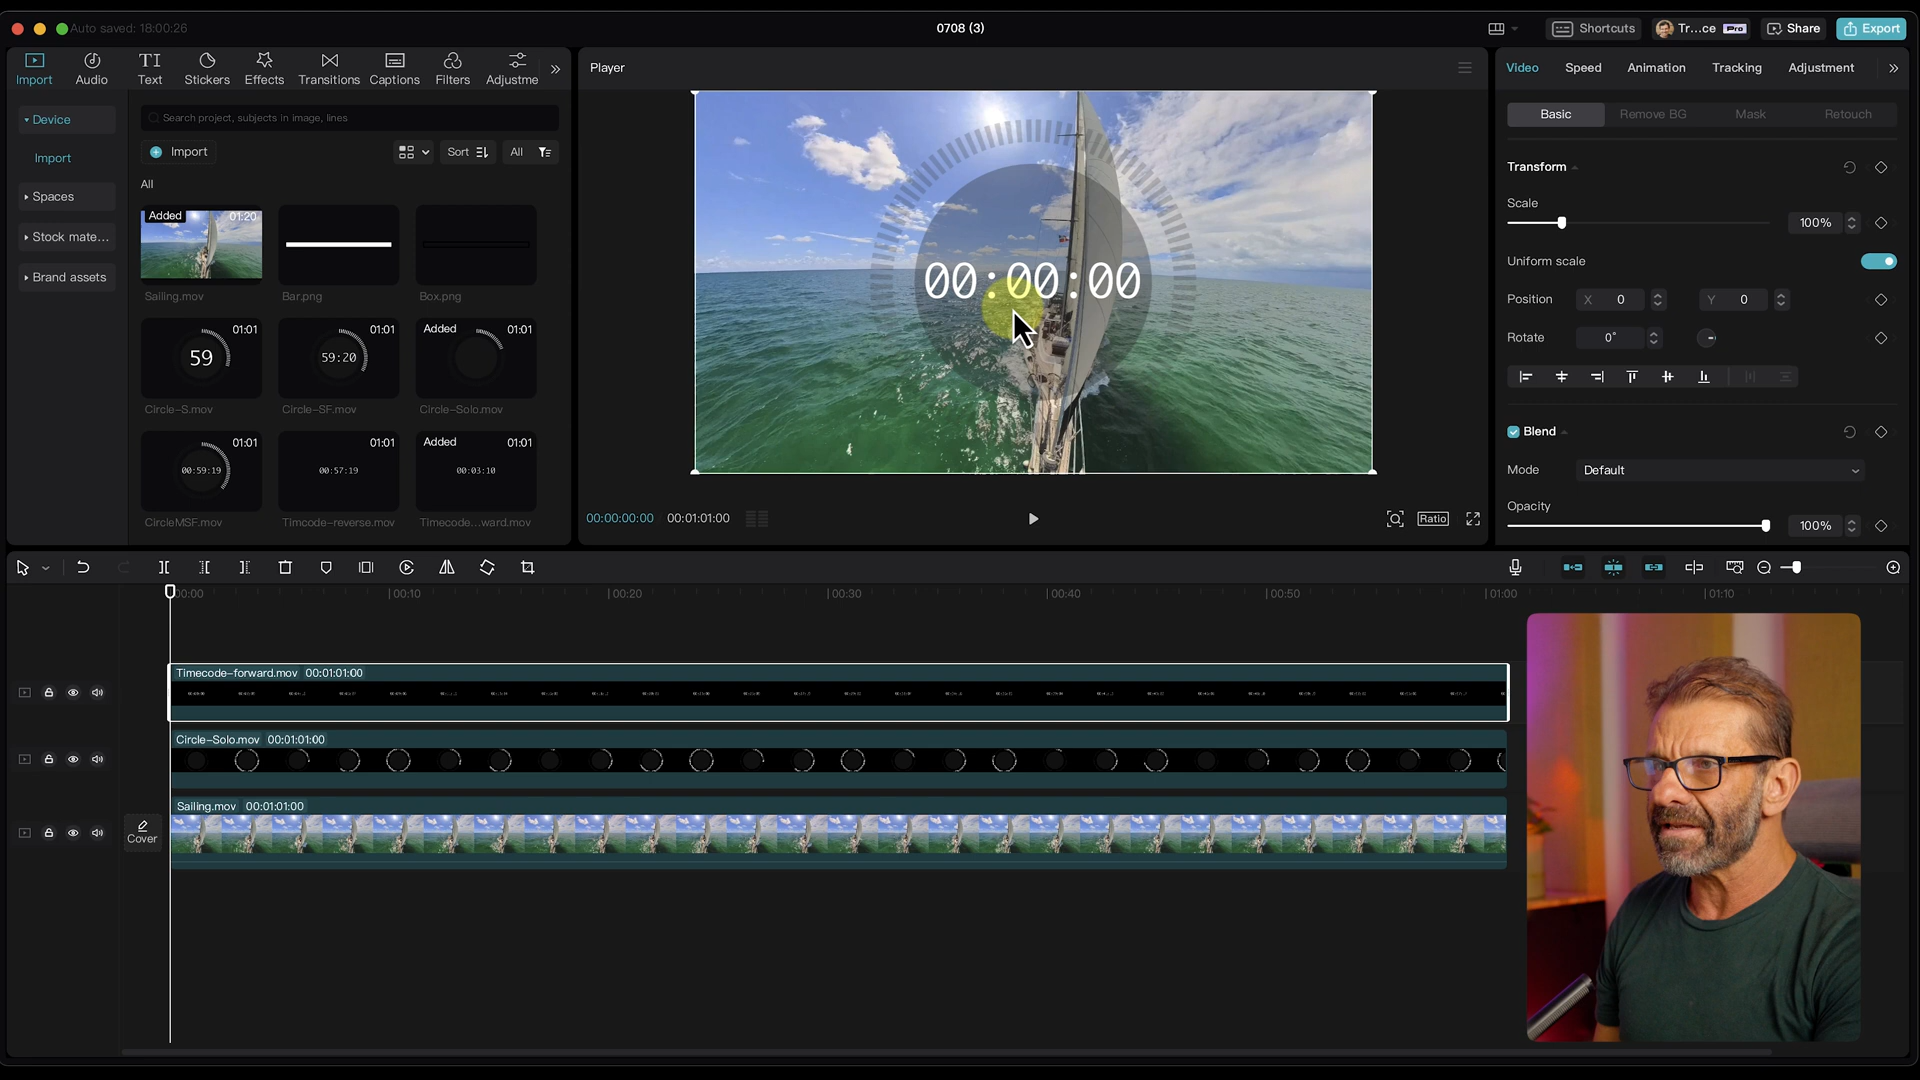 Auto saved: 18:00:26
0708 (3)
Shortcuts
Tr...ce Pro
Share
Export
Import
Audio
Text
Stickers
Effects
Transitions
Captions
Filters
Adjustme
Device
Import
Spaces
Stock mate...
Brand assets
Search project, subjects in image, lines
Import
Sort
All
All
Added 01:20
Sailing.mov
Bar.png
Box.png
01:01
59
Circle-S.mov
01:01
59:20
Circle-SF.mov
Added 01:01
Circle-Solo.mov
01:01
00:59:19
CircleMSF.mov
01:01
00:57:19
Timcode-reverse.mov
Added 01:01
00:03:10
Timecode...ward.mov
Player
00:00:00
00:00:00:00
00:01:01:00
Ratio
Video
Speed
Animation
Tracking
Adjustment
Basic
Remove BG
Mask
Retouch
Transform
Scale
100%
Uniform scale
Position X 0 Y 0
Rotate 0°
Blend
Mode Default
Opacity
100%
00:00
00:10
00:20
00:30
00:40
00:50
01:00
01:10
Timecode-forward.mov 00:01:01:00
Circle-Solo.mov 00:01:01:00
Sailing.mov 00:01:01:00
Cover